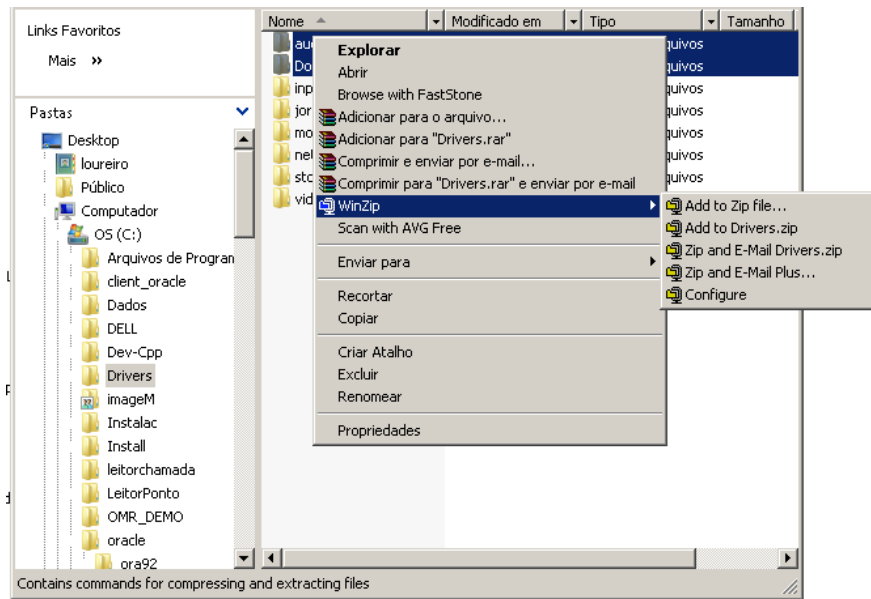 Links Favoritos
Mais »
Pastas
Desktop
loureiro
Público
Computador
OS (C:)
Arquivos de Progran
client_oracle
Dados
DELL
Dev-Cpp
Drivers
imageM
Instalac
Install
leitorchamada
LeitorPonto
OMR_DEMO
oracle
ora92
Nome Modificado em Tipo Tamanho
Explorar
Abrir
Browse with FastStone
Adicionar para o arquivo...
Adicionar para "Drivers.rar"
Comprimir e enviar por e-mail...
Comprimir para "Drivers.rar" e enviar por e-mail
WinZip
Scan with AVG Free
Enviar para
Recortar
Copiar
Criar Atalho
Excluir
Renomear
Propriedades
Add to Zip file...
Add to Drivers.zip
Zip and E-Mail Drivers.zip
Zip and E-Mail Plus...
Configure
Contains commands for compressing and extracting files